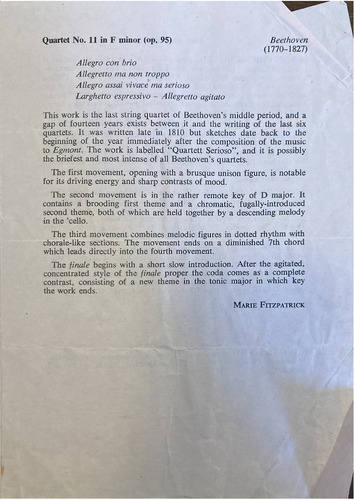 Quartet No. 11 in F minor (op. 95) Beethoven
(1770–1827)
Allegro con brio
Allegretto ma non troppo
Allegro assai vivace ma serioso
Larghetto espressivo – Allegretto agitato
This work is the last string quartet of Beethoven's middle period, and a
gap of fourteen years exists between it and the writing of the last six
quartets. It was written late in 1810 but sketches date back to the
beginning of the year immediately after the composition of the music
to Egmont. The work is labelled "Quartett Serioso", and it is possibly
the briefest and most intense of all Beethoven's quartets.
The first movement, opening with a brusque unison figure, is notable
for its driving energy and sharp contrasts of mood.
The second movement is in the rather remote key of D major. It
contains a brooding first theme and a chromatic, fugally-introduced
second theme, both of which are held together by a descending melody
in the 'cello.
The third movement combines melodic figures in dotted rhythm with
chorale-like sections. The movement ends on a diminished 7th chord
which leads directly into the fourth movement.
The finale begins with a short slow introduction. After the agitated,
concentrated style of the finale proper the coda comes as a complete
contrast, consisting of a new theme in the tonic major in which key
the work ends.
MARIE FITZPATRICK